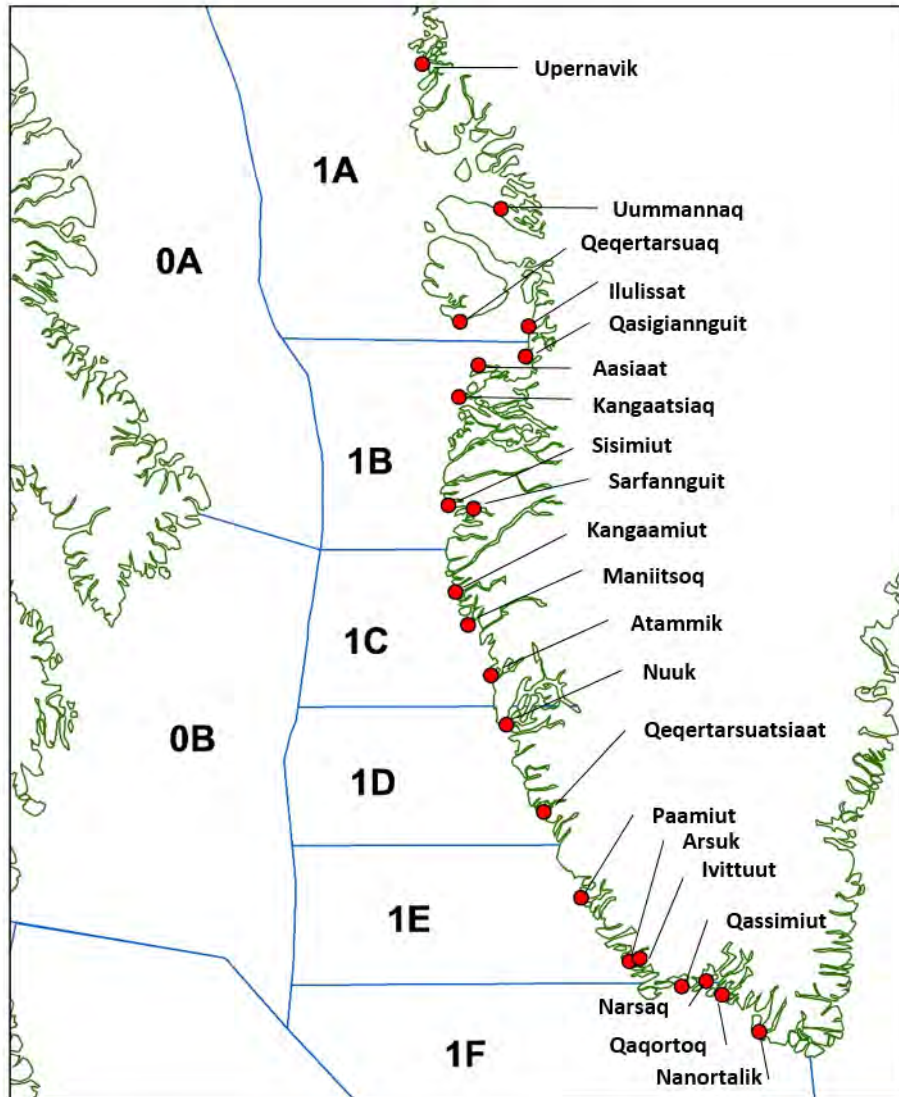 Upernavik
1A
Uummannaq
Qeqertarsuaq
0A
Ilulissat
Qasigiannguit
Aasiaat
Kangaatsiaq
Sisimiut
1B
Sarfannguit
Kangaamiut
Maniitsoq
1C
Atammik
Nuuk
Qeqertarsuatsiaat
0B
1D
Paamiut
Arsuk
Ivittuut
1E
Qassimiut
Narsaq
Qaqortoq
1F
Nanortalik